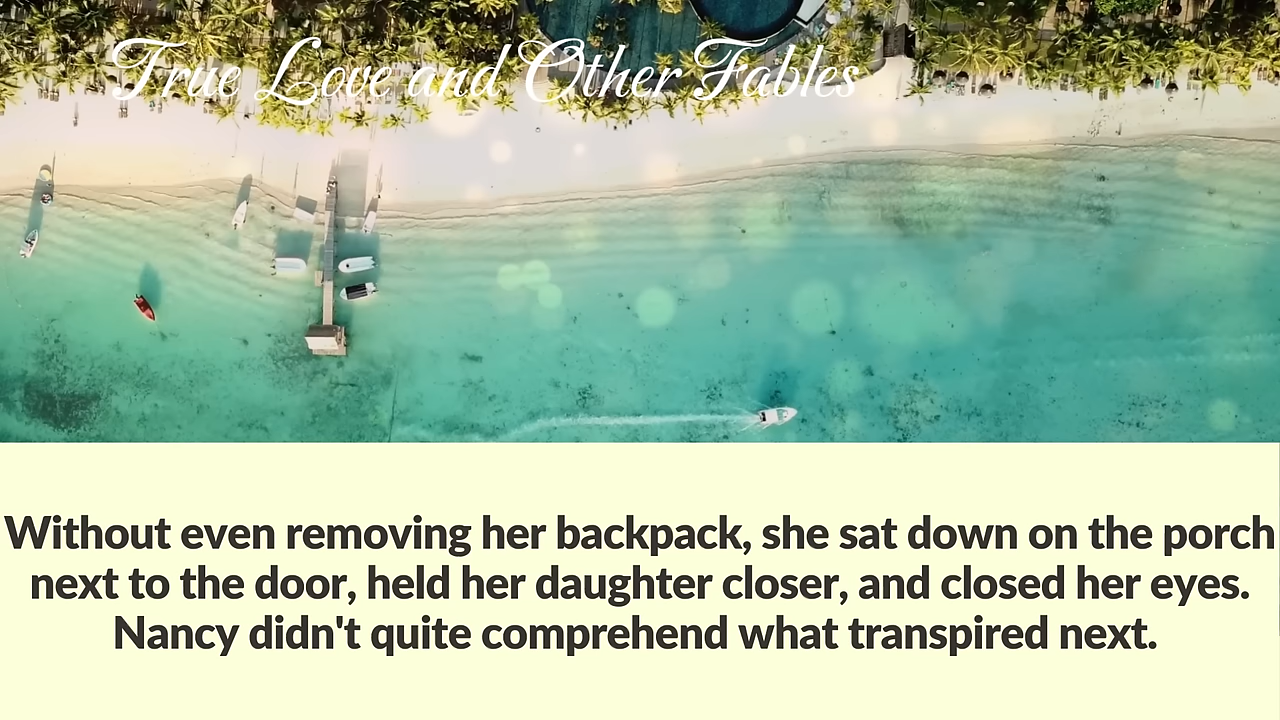 True Love and Other Fables
Without even removing her backpack, she sat down on the porch
next to the door, held her daughter closer, and closed her eyes.
Nancy didn't quite comprehend what transpired next.